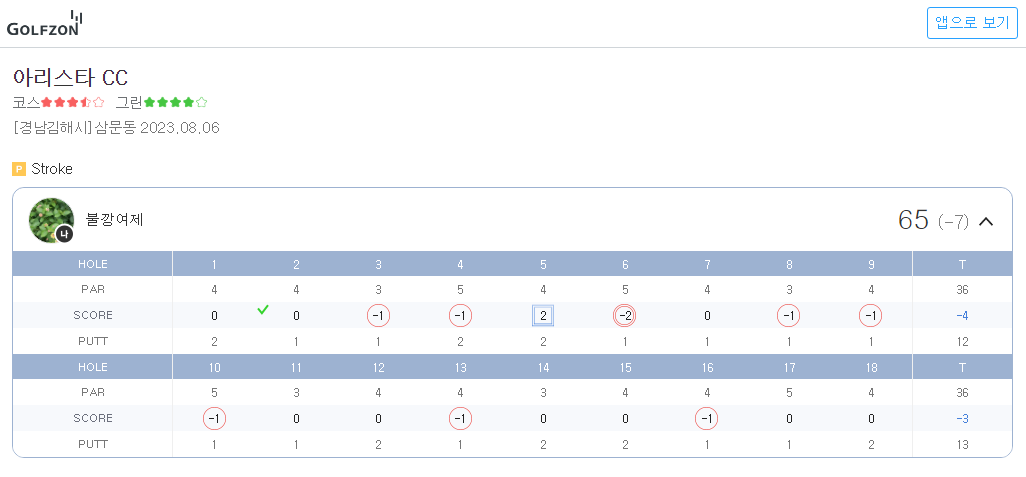 GOLFZON
앱으로 보기
아리스타 CC
코스 그린
[경남김해시] 삼문동 2023.08.06
P Stroke
나
불깡여제
65 (-7)
HOLE 1 2 3 4 5 6 7 8 9 T
PAR 4 4 3 5 4 5 4 3 4 36
SCORE 0 0 -1 -1 2 -2 0 -1 -1 -4
PUTT 2 1 1 2 2 1 1 1 1 12
HOLE 10 11 12 13 14 15 16 17 18 T
PAR 5 3 4 4 3 4 4 5 4 36
SCORE -1 0 0 -1 0 0 -1 0 0 -3
PUTT 1 1 2 1 2 2 1 1 2 13